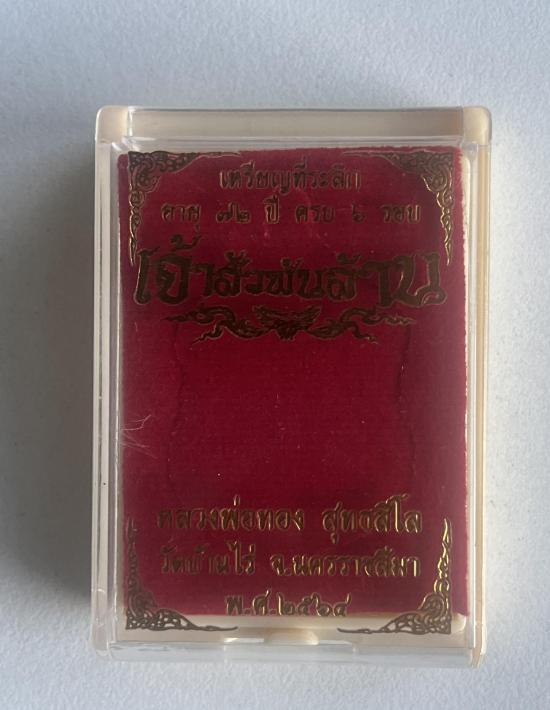 เหรียญที่ระลึก
อายุ ๗๒ ปี ครบ ๖ รอบ
เจ้าสัวพันล้าน
หลวงพ่อทอง สุทธสีโล
วัดบ้านไร่ จ.นครราชสีมา
พ.ศ.๒๕๖๔